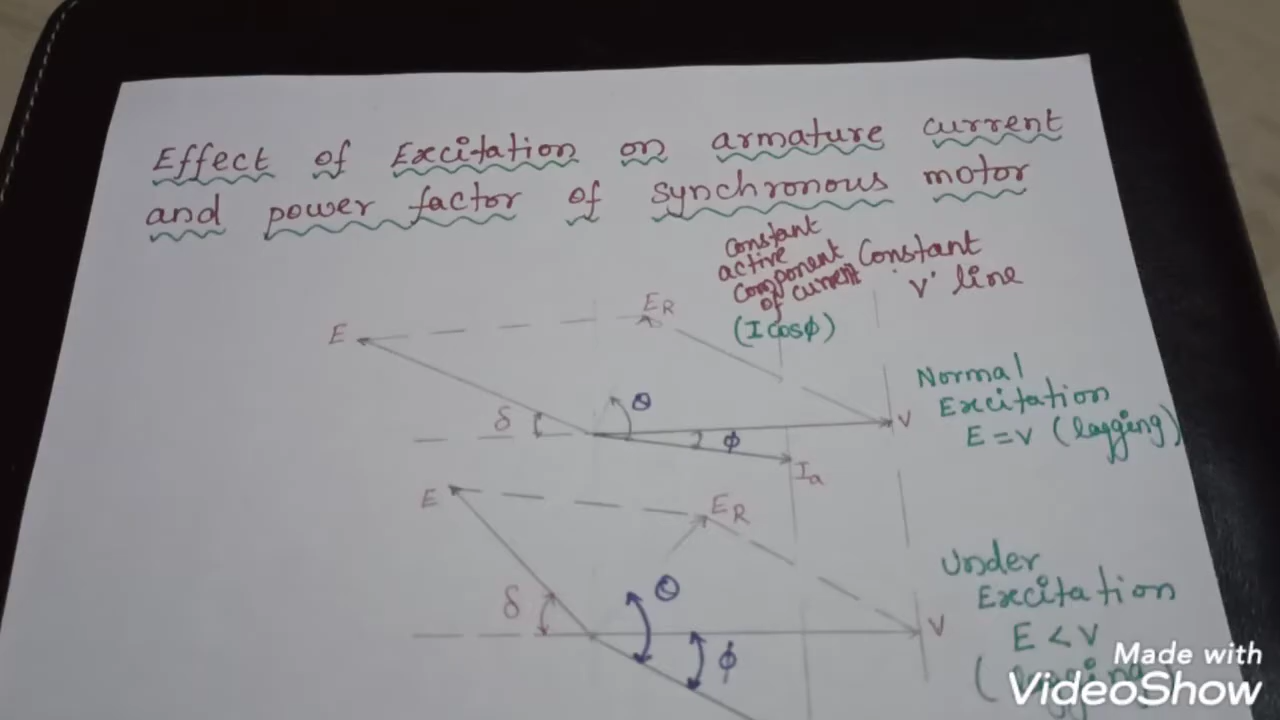 Effect of Excitation on armature current
and power factor of synchronous motor
constant
active
component
of current
(I cosφ)
Constant
'V' line
E
E_R
δ
θ
φ
V
I_a
Normal
Excitation
E = V (lagging)
E
E_R
δ
θ
φ
V
Under
Excitation
E < V
(lagging)
Made with
VideoShow